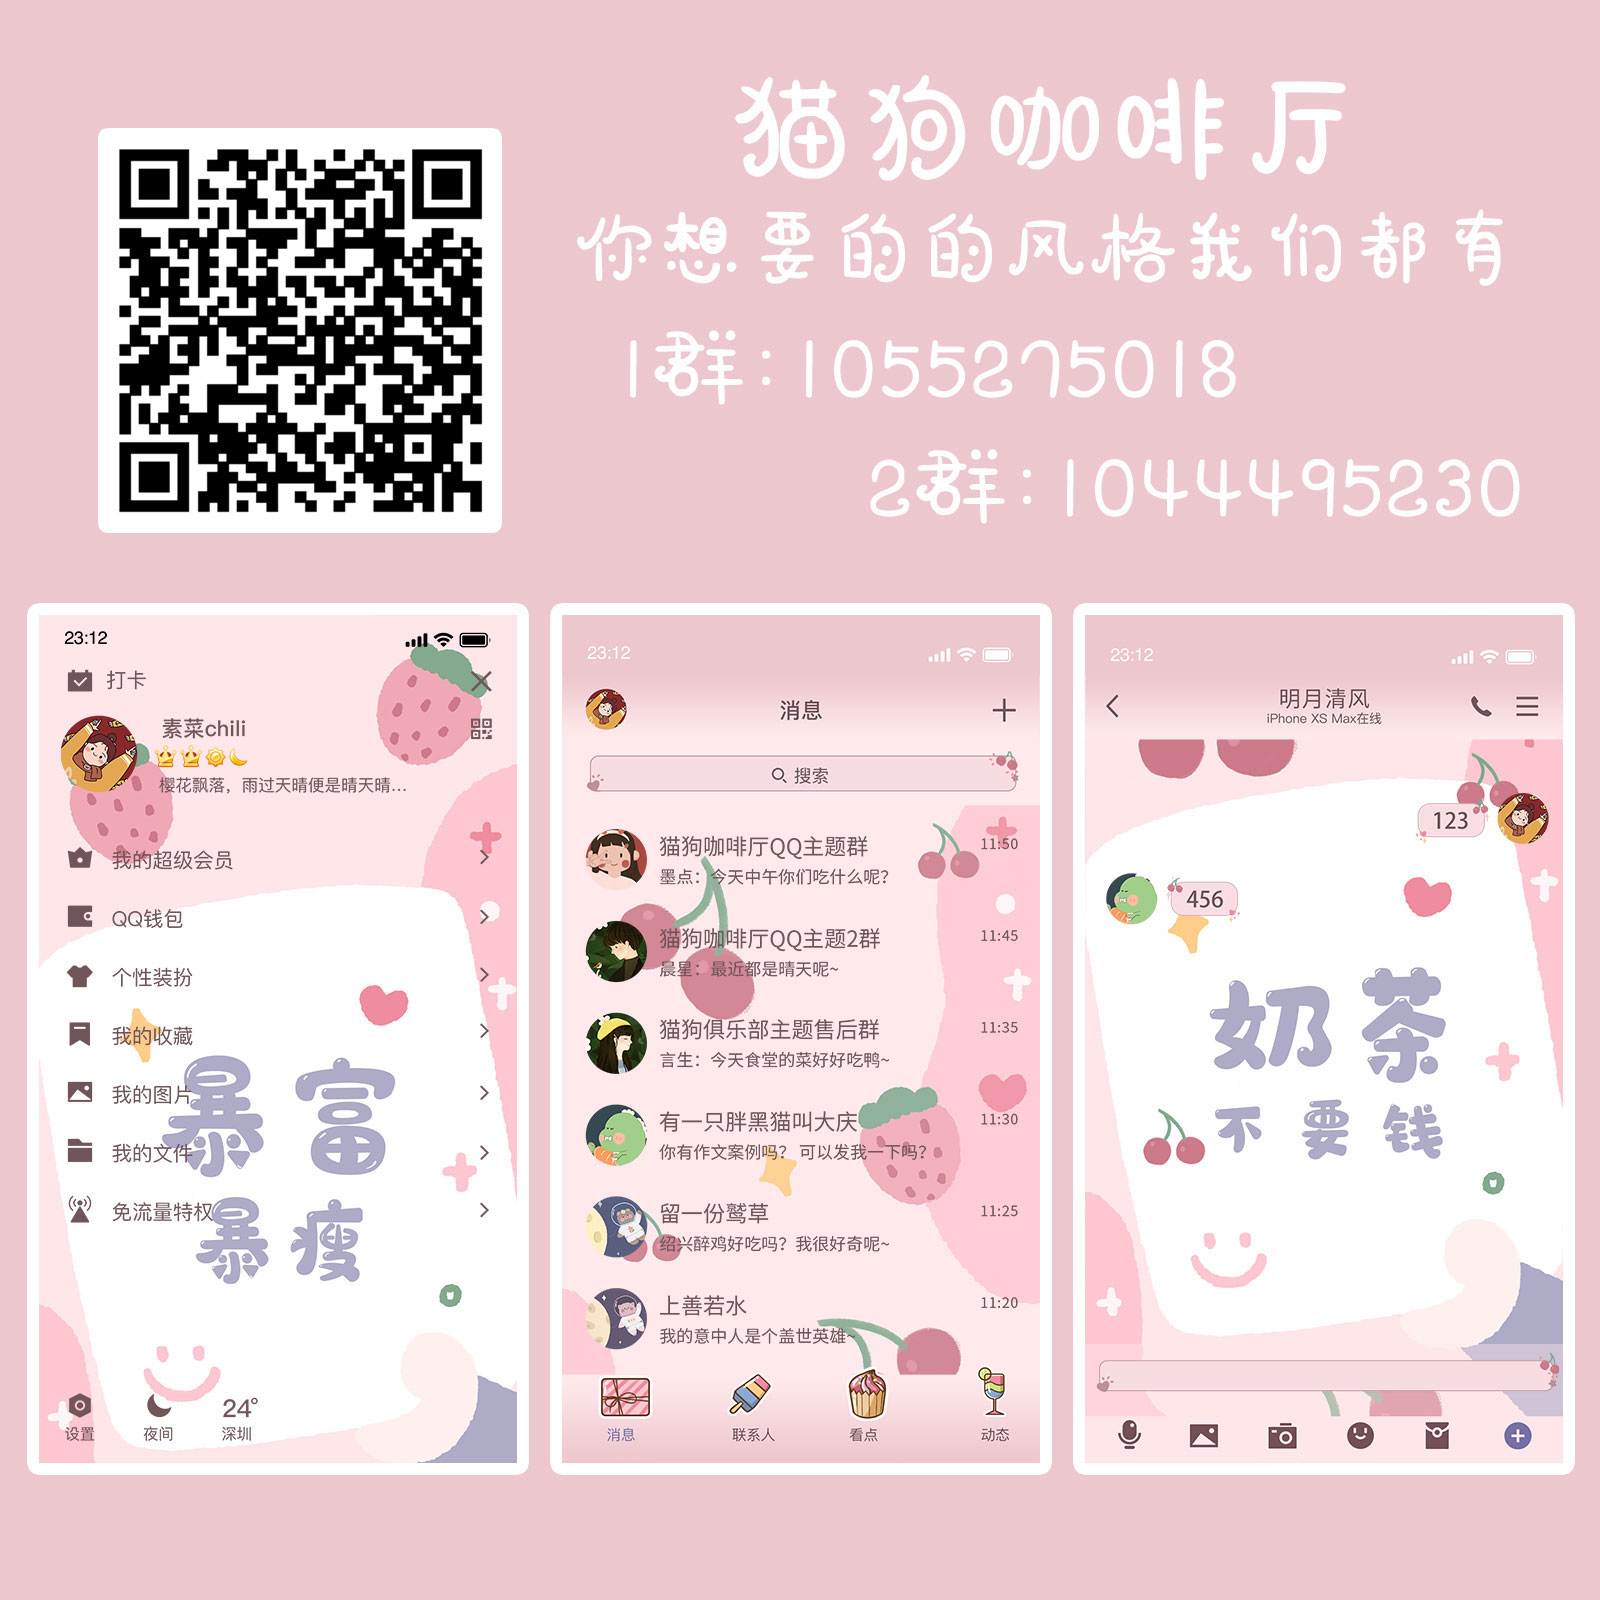 猫狗咖啡厅
你想要的的风格我们都有
1群:1055275018
2群:1044495230
23:12
打卡
素菜chili
樱花飘落，雨过天晴便是晴天晴...
我的超级会员
QQ钱包
个性装扮
我的收藏
我的图片
我的文件
免流量特权
暴富
暴瘦
设置
夜间
24°
深圳
23:12
消息
搜索
猫狗咖啡厅QQ主题群
11:50
墨点：今天中午你们吃什么呢？
猫狗咖啡厅QQ主题2群
11:45
晨星：最近都是晴天呢~
猫狗俱乐部主题售后群
11:35
言生：今天食堂的菜好好吃鸭~
有一只胖黑猫叫大庆
11:30
你有作文案例吗？可以发我一下吗？
留一份鹫草
11:25
绍兴醉鸡好吃吗？我很好奇呢~
上善若水
11:20
我的意中人是个盖世英雄~
消息
联系人
看点
动态
23:12
明月清风
iPhone XS Max在线
123
456
奶茶
不要钱